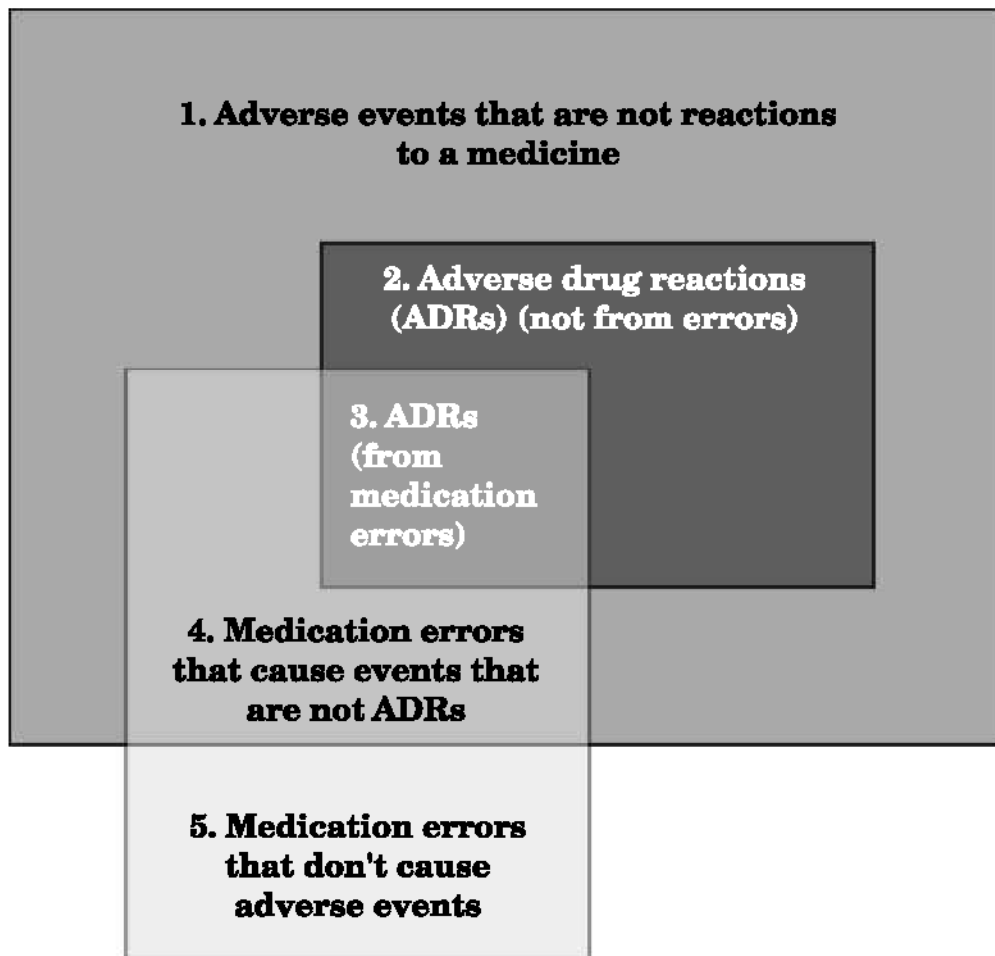 1. Adverse events that are not reactions
to a medicine
2. Adverse drug reactions
(ADRs) (not from errors)
3. ADRs
(from
medication
errors)
4. Medication errors
that cause events that
are not ADRs
5. Medication errors
that don't cause
adverse events